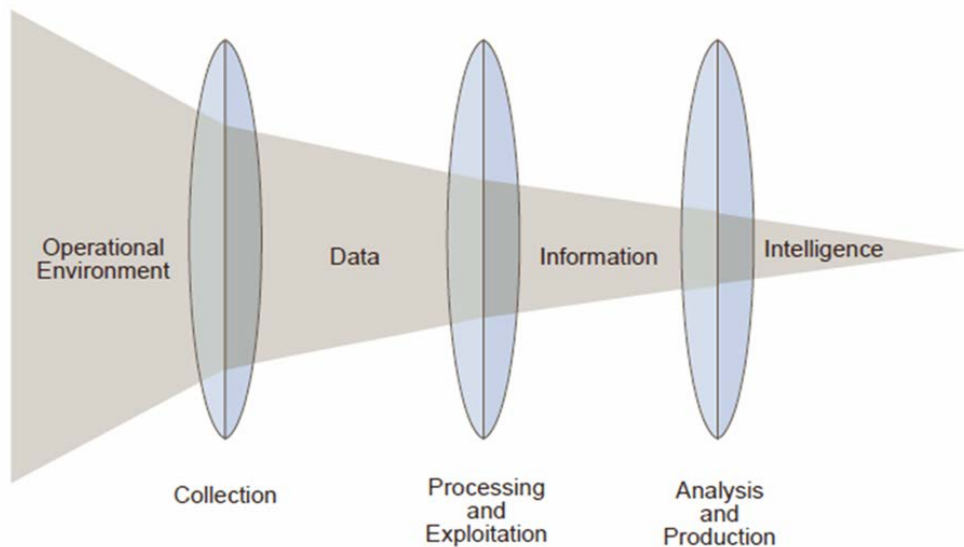 Operational
Environment
Data
Information
Intelligence
Collection
Processing
and
Exploitation
Analysis
and
Production